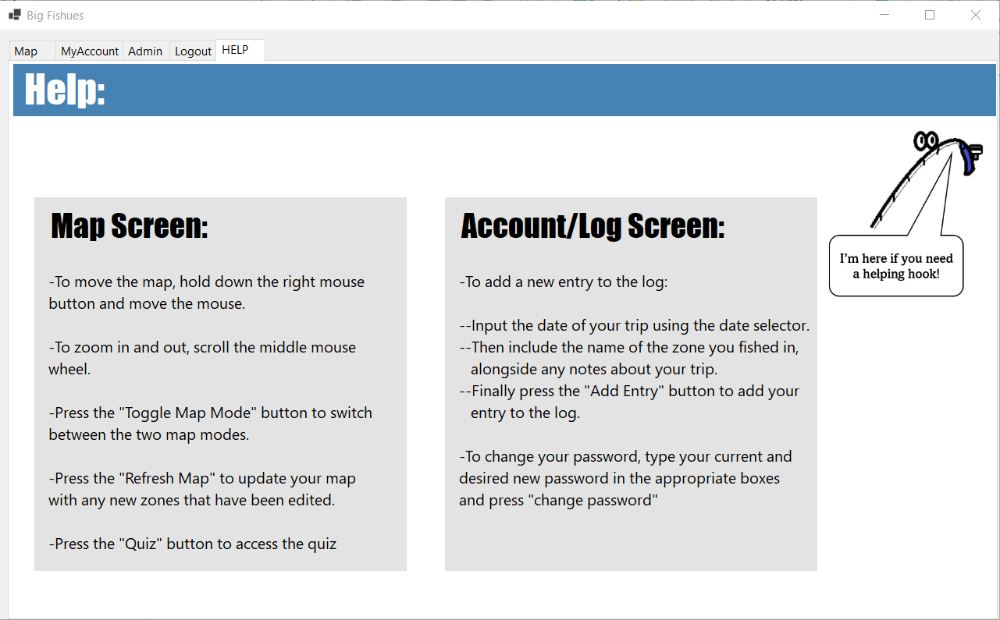 Big Fishues
Map MyAccount Admin Logout HELP
Help:
Map Screen:
-To move the map, hold down the right mouse
button and move the mouse.
-To zoom in and out, scroll the middle mouse
wheel.
-Press the "Toggle Map Mode" button to switch
between the two map modes.
-Press the "Refresh Map" to update your map
with any new zones that have been edited.
-Press the "Quiz" button to access the quiz
Account/Log Screen:
-To add a new entry to the log:
--Input the date of your trip using the date selector.
--Then include the name of the zone you fished in,
alongside any notes about your trip.
--Finally press the "Add Entry" button to add your
entry to the log.
-To change your password, type your current and
desired new password in the appropriate boxes
and press "change password"
I'm here if you need
a helping hook!